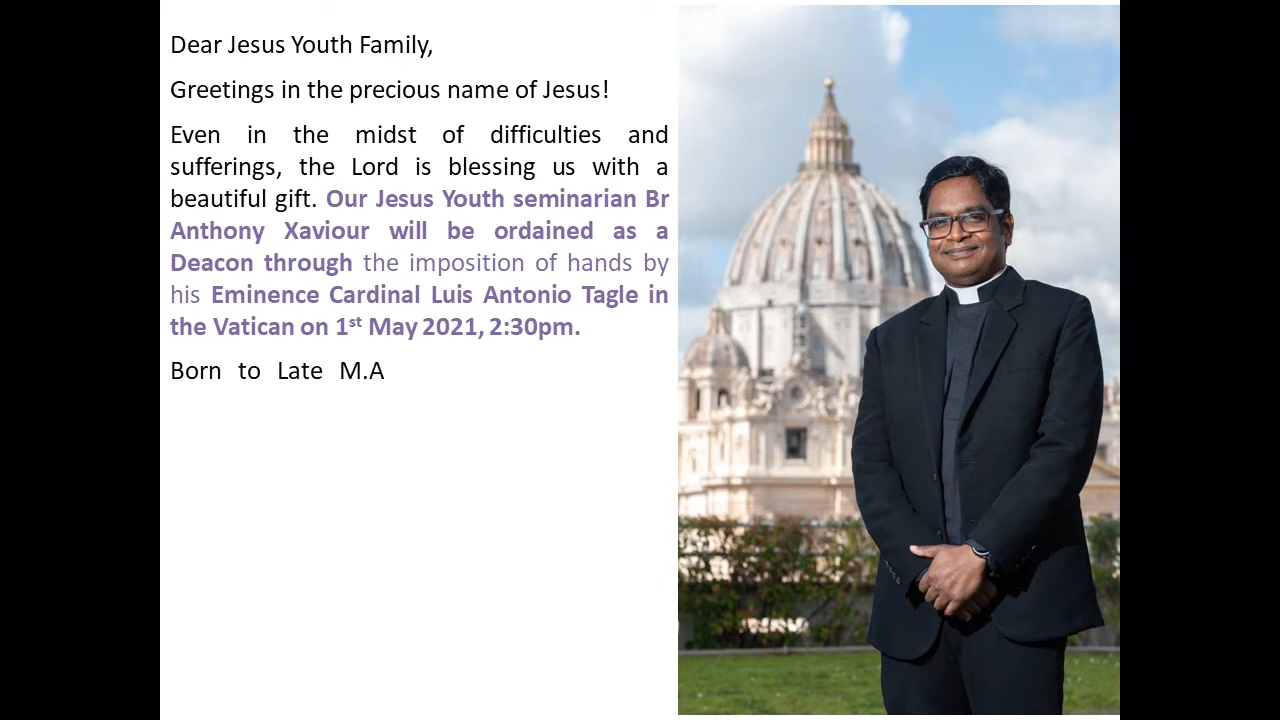 Dear Jesus Youth Family,
Greetings in the precious name of Jesus!
Even in the midst of difficulties and
sufferings, the Lord is blessing us with a
beautiful gift. Our Jesus Youth seminarian Br
Anthony Xaviour will be ordained as a
Deacon through the imposition of hands by
his Eminence Cardinal Luis Antonio Tagle in
the Vatican on 1st May 2021, 2:30pm.
Born to Late M.A